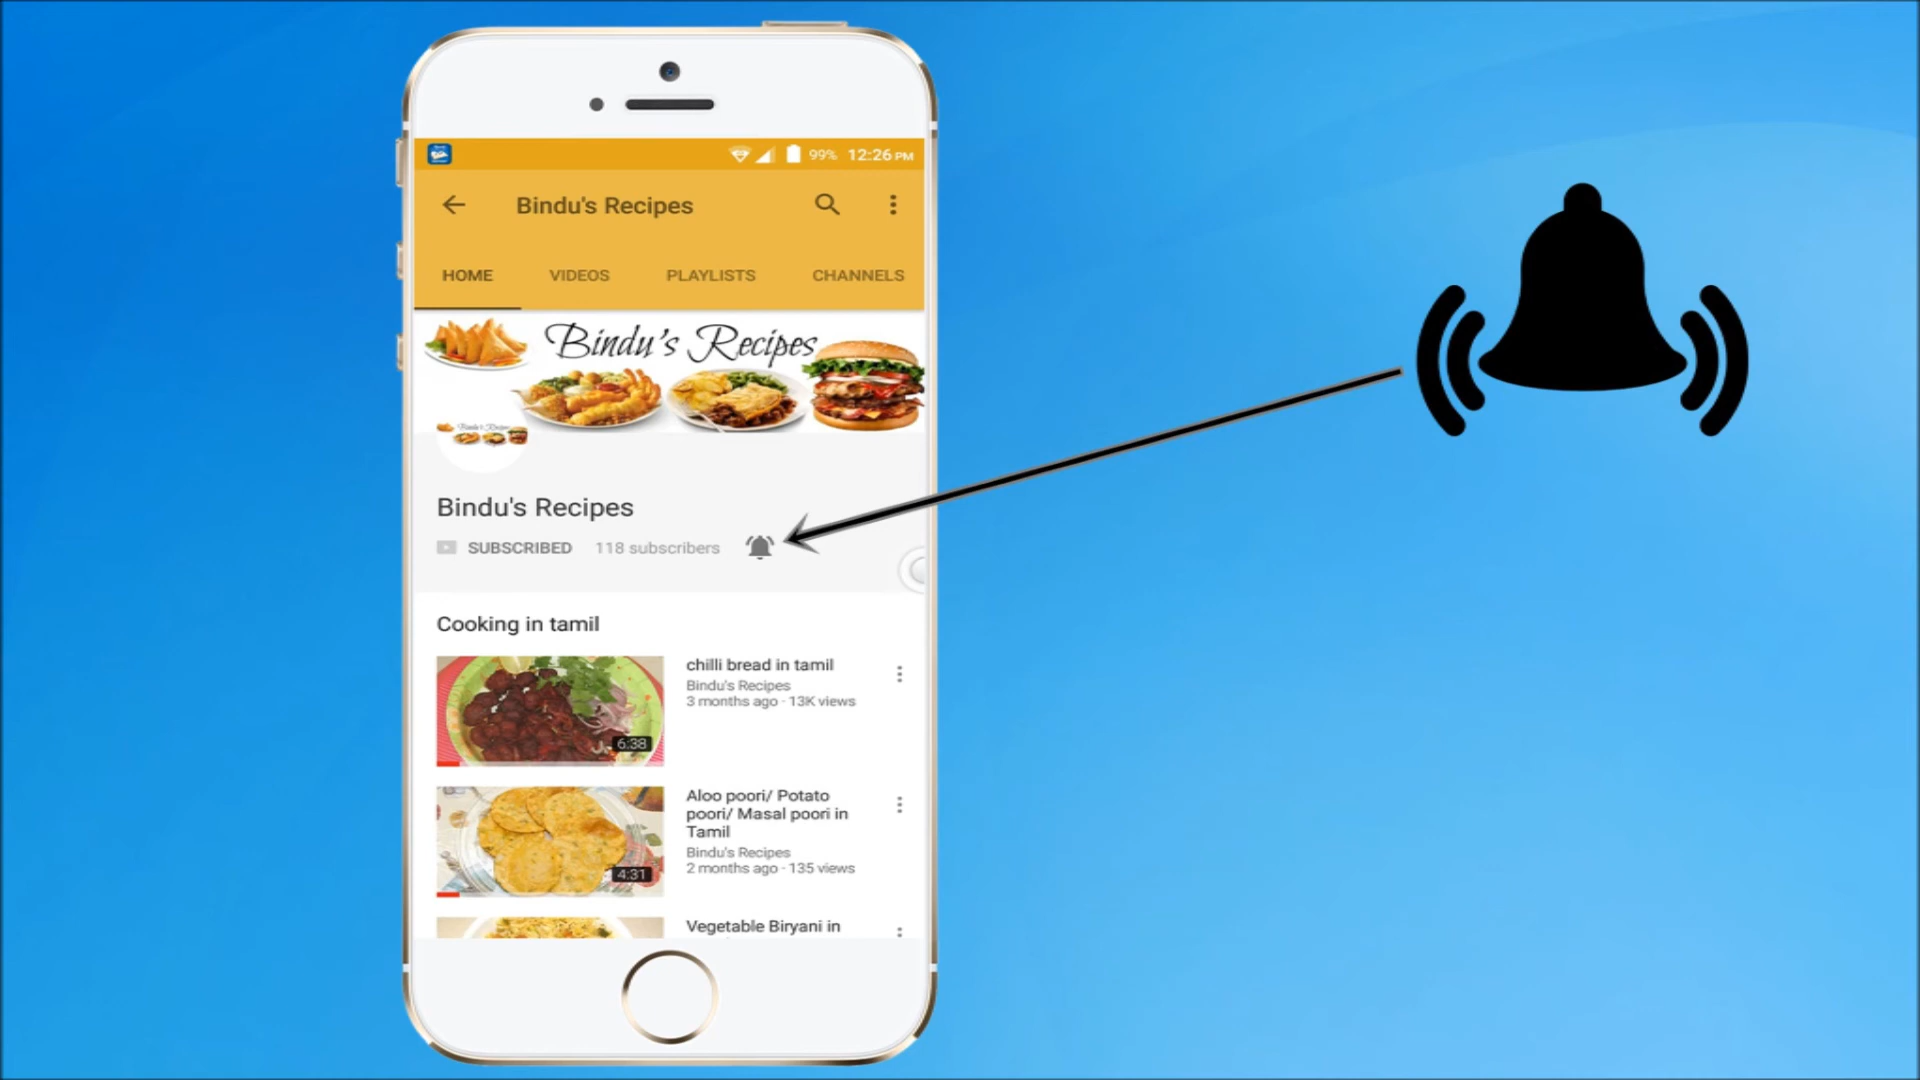 99% 12:26 PM
Bindu's Recipes
HOME VIDEOS PLAYLISTS CHANNELS
Bindu's Recipes
Bindu's Recipes
Bindu's Recipes
SUBSCRIBED 118 subscribers
Cooking in tamil
chilli bread in tamil
Bindu's Recipes
3 months ago · 13K views
6:38
Aloo poori/ Potato
poori/ Masal poori in
Tamil
Bindu's Recipes
2 months ago · 135 views
4:31
Vegetable Biryani in